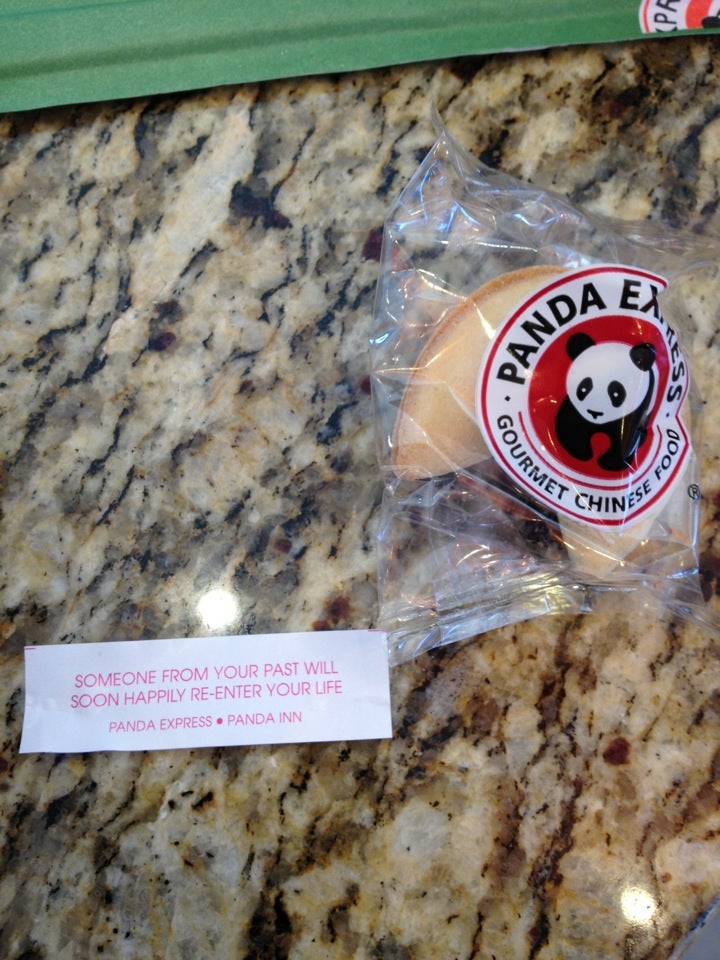 XPR
PANDA EXPRESS
GOURMET CHINESE FOOD
®
SOMEONE FROM YOUR PAST WILL
SOON HAPPILY RE-ENTER YOUR LIFE
PANDA EXPRESS ● PANDA INN